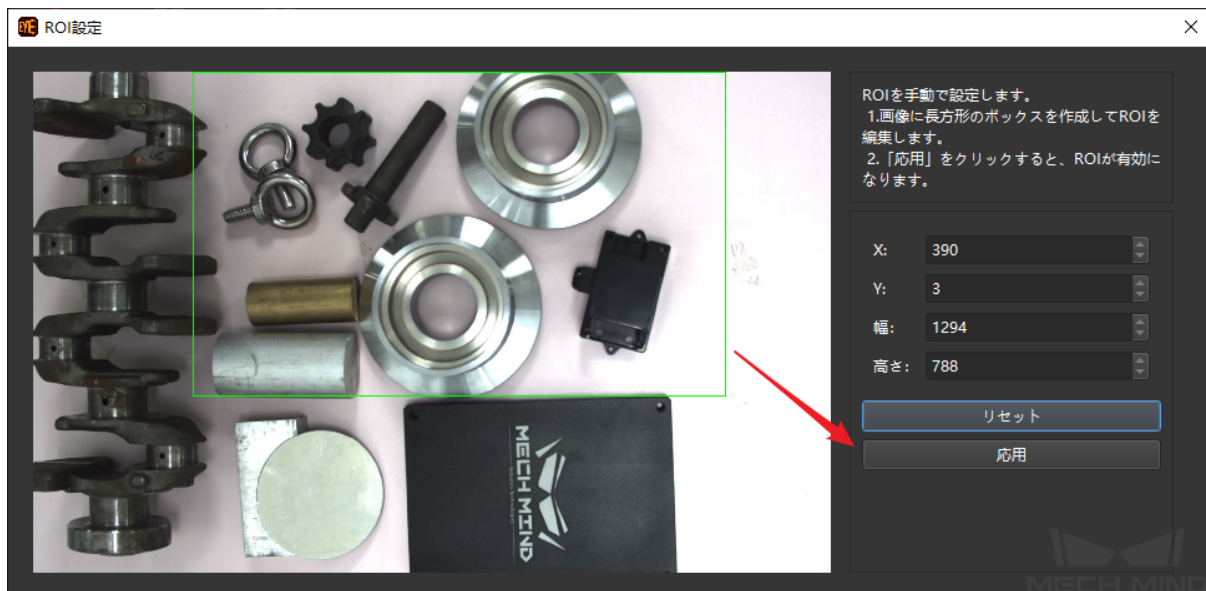 ROI設定
ROIを手動で設定します。
1.画像に長方形のボックスを作成してROIを
編集します。
2.「応用」をクリックすると、ROIが有効に
なります。
X: 390
Y: 3
幅: 1294
高さ: 788
リセット
応用
MECH MIND
MECH MIND